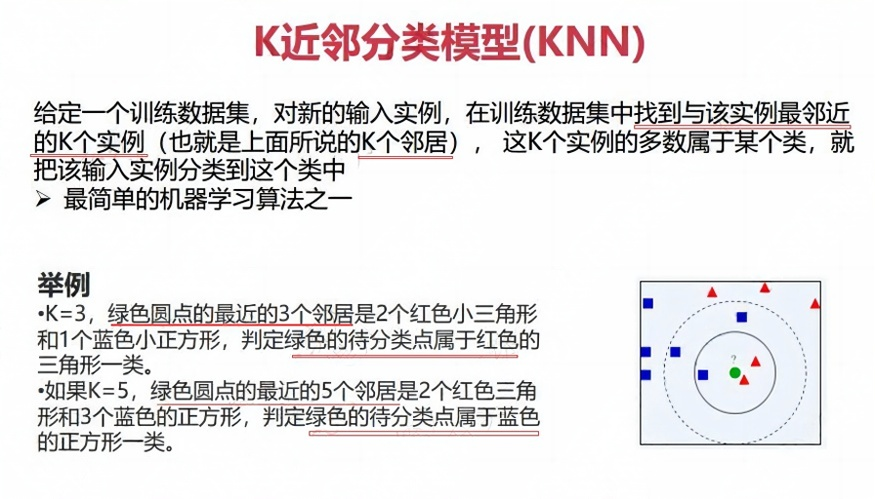 K近邻分类模型(KNN)
给定一个训练数据集，对新的输入实例，在训练数据集中找到与该实例最邻近
的K个实例（也就是上面所说的K个邻居）， 这K个实例的多数属于某个类，就
把该输入实例分类到这个类中
➢ 最简单的机器学习算法之一
举例
•K=3，绿色圆点的最近的3个邻居是2个红色小三角形
和1个蓝色小正方形，判定绿色的待分类点属于红色的
三角形一类。
•如果K=5，绿色圆点的最近的5个邻居是2个红色三角
形和3个蓝色的正方形，判定绿色的待分类点属于蓝色
的正方形一类。
?